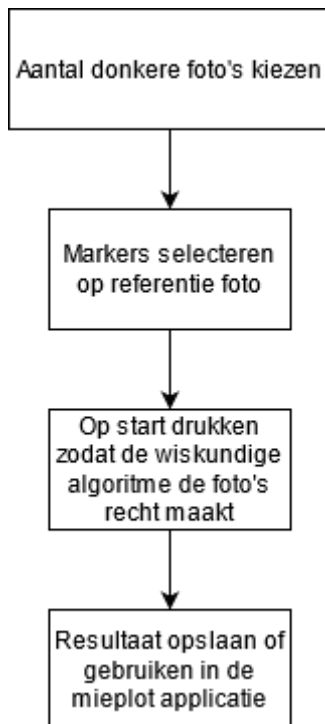 Aantal donkere foto's kiezen
Markers selecteren
op referentie foto
Op start drukken
zodat de wiskundige
algoritme de foto's
recht maakt
Resultaat opslaan of
gebruiken in de
mieplot applicatie